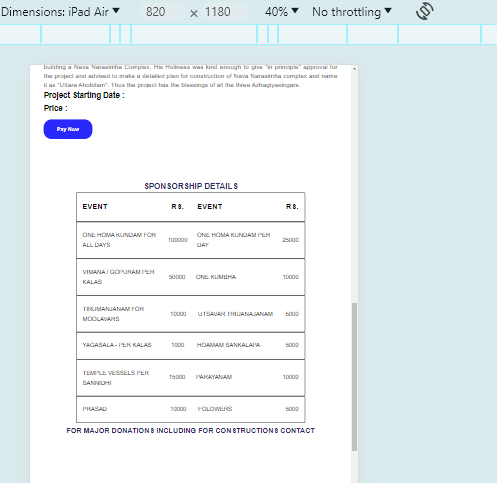 Dimensions: iPad Air ▼ 820 × 1180 40% ▼ No throttling ▼
building a Nava Narasimha Complex. His Holiness was kind enough to give "in principle" approval for
the project and advised to make a detailed plan for construction of Nava Narasimha complex and name
it as "Uttara Ahobilam". Thus the project has the blessings of all the three Azhagiyasingars.
Project Starting Date :
Price :
Pay Now
SPONSORSHIP DETAILS
EVENT RS. EVENT RS.
ONE HOMA KUNDAM FOR ALL DAYS 100000 ONE HOMA KUNDAM PER DAY 25000
VIMANA / GOPURAM PER KALAS 50000 ONE KUMBHA 10000
TIRUMANJANAM FOR MOOLAVARS 10000 UTSAVAR TRIUANAJANAM 5000
YAGASALA - PER KALAS 1000 HOAMAM SANKALAPA 5000
TEMPLE VESSELS PER SANNIDHI 15000 PARAYANAM 10000
PRASAD 10000 FOLOWERS 5000
FOR MAJOR DONATIONS INCLUDING FOR CONSTRUCTIONS CONTACT